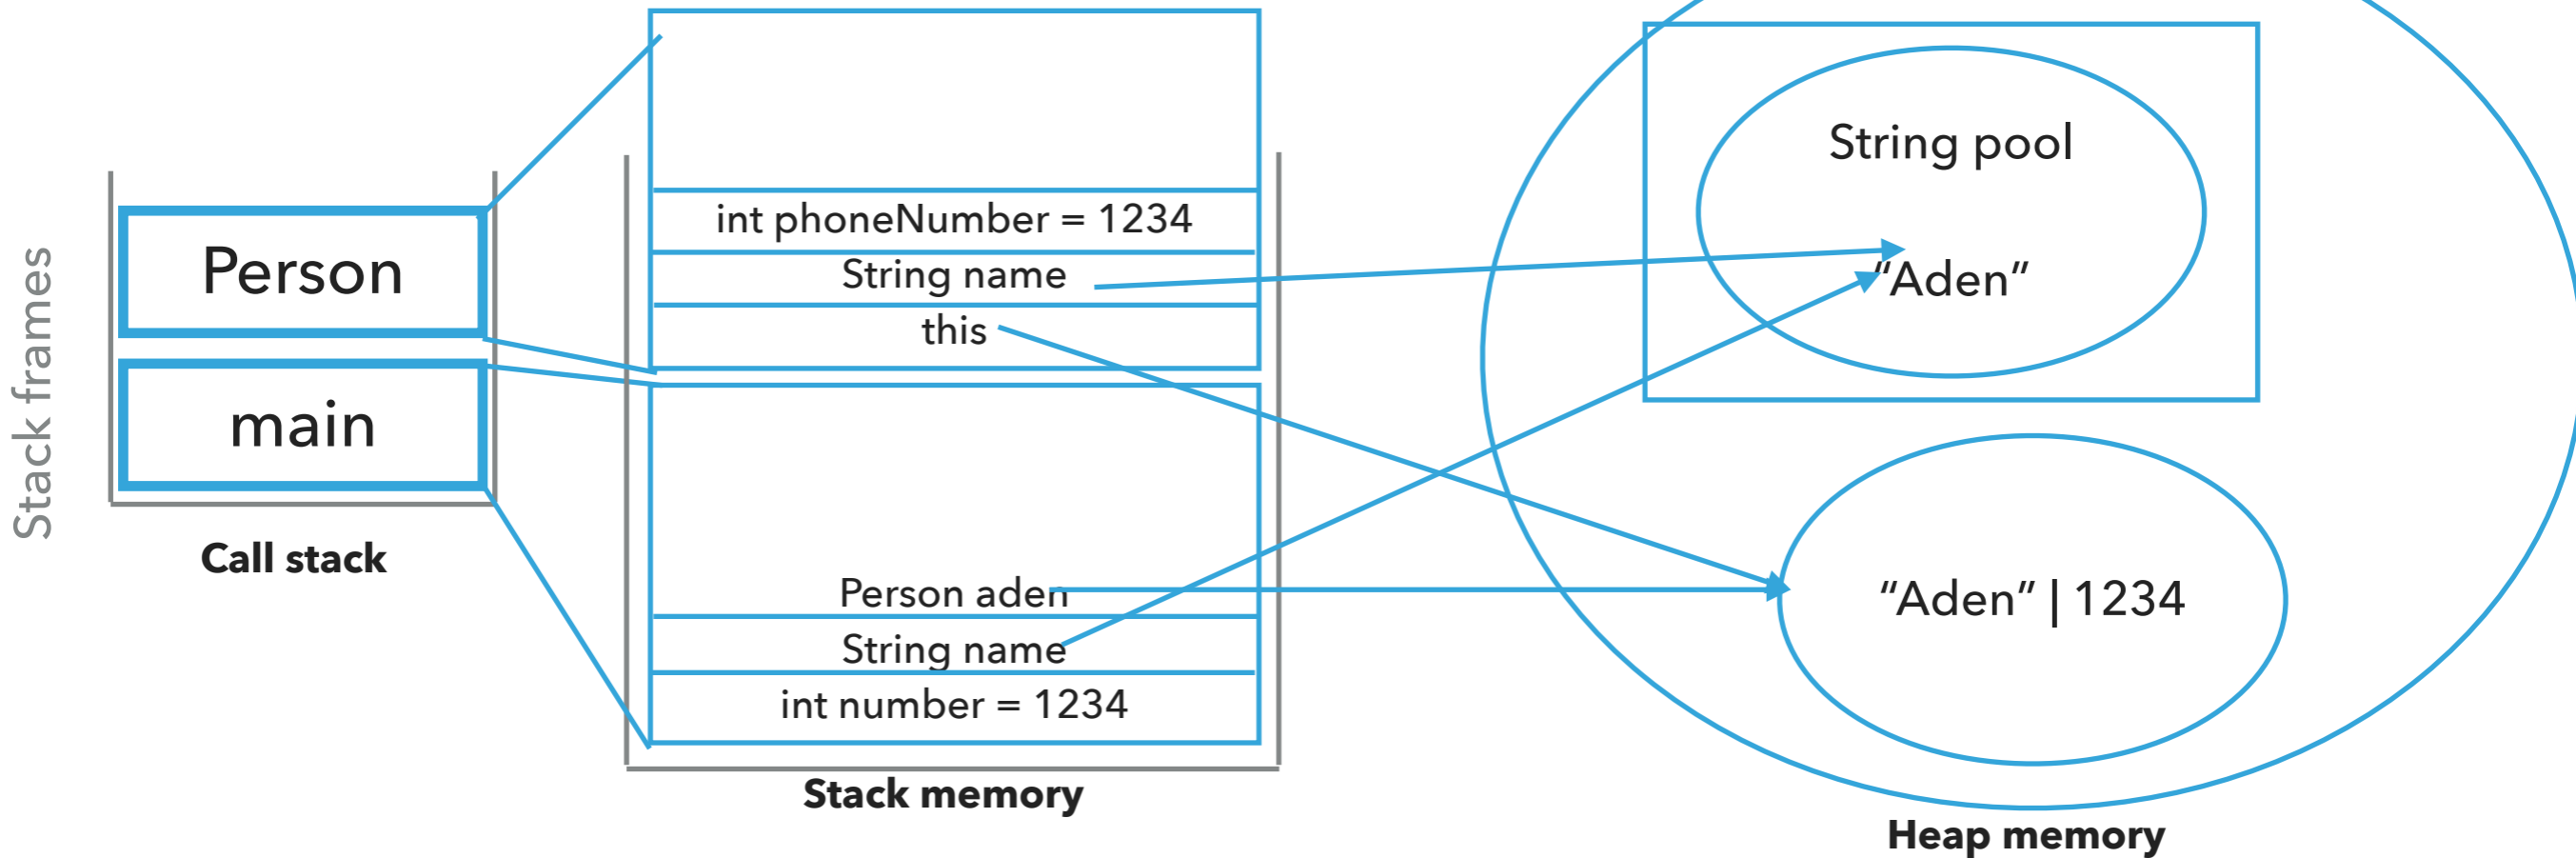 Stack frames
Person
main
Call stack
int phoneNumber = 1234
String name
this
Person aden
String name
int number = 1234
Stack memory
String pool
“Aden”
“Aden” | 1234
Heap memory